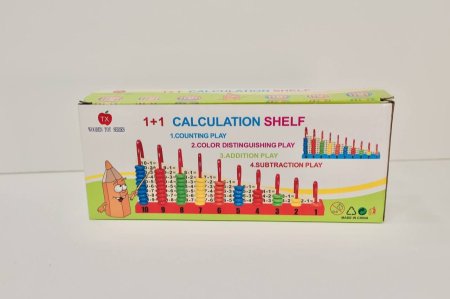 TX
WOODEN TOY SERIES
1+1 CALCULATION SHELF
1.COUNTING PLAY
2.COLOR DISTINGUISHING PLAY
3.ADDITION PLAY
4.SUBTRACTION PLAY
10 9 8 7 6 5 4 3 2 1
MADE IN CHINA